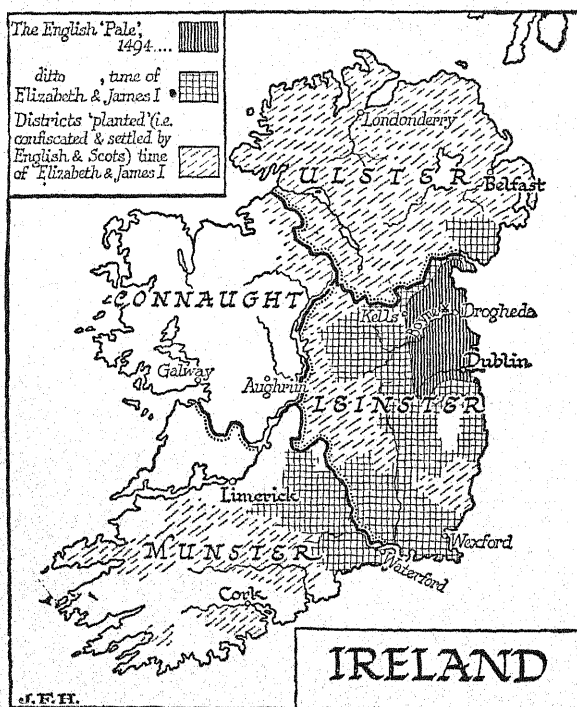 The English 'Pale',
1494....
ditto , time of
Elizabeth & James I
Districts 'planted' (i.e.
confiscated & settled by
English & Scots) time
of Elizabeth & James I
Londonderry
ULSTER
Belfast
CONNAUGHT
Kells
Boyne
Drogheda
Galway
Aughrim
Dublin
LEINSTER
Limerick
Wexford
MUNSTER
Waterford
Cork
IRELAND
J.F.H.